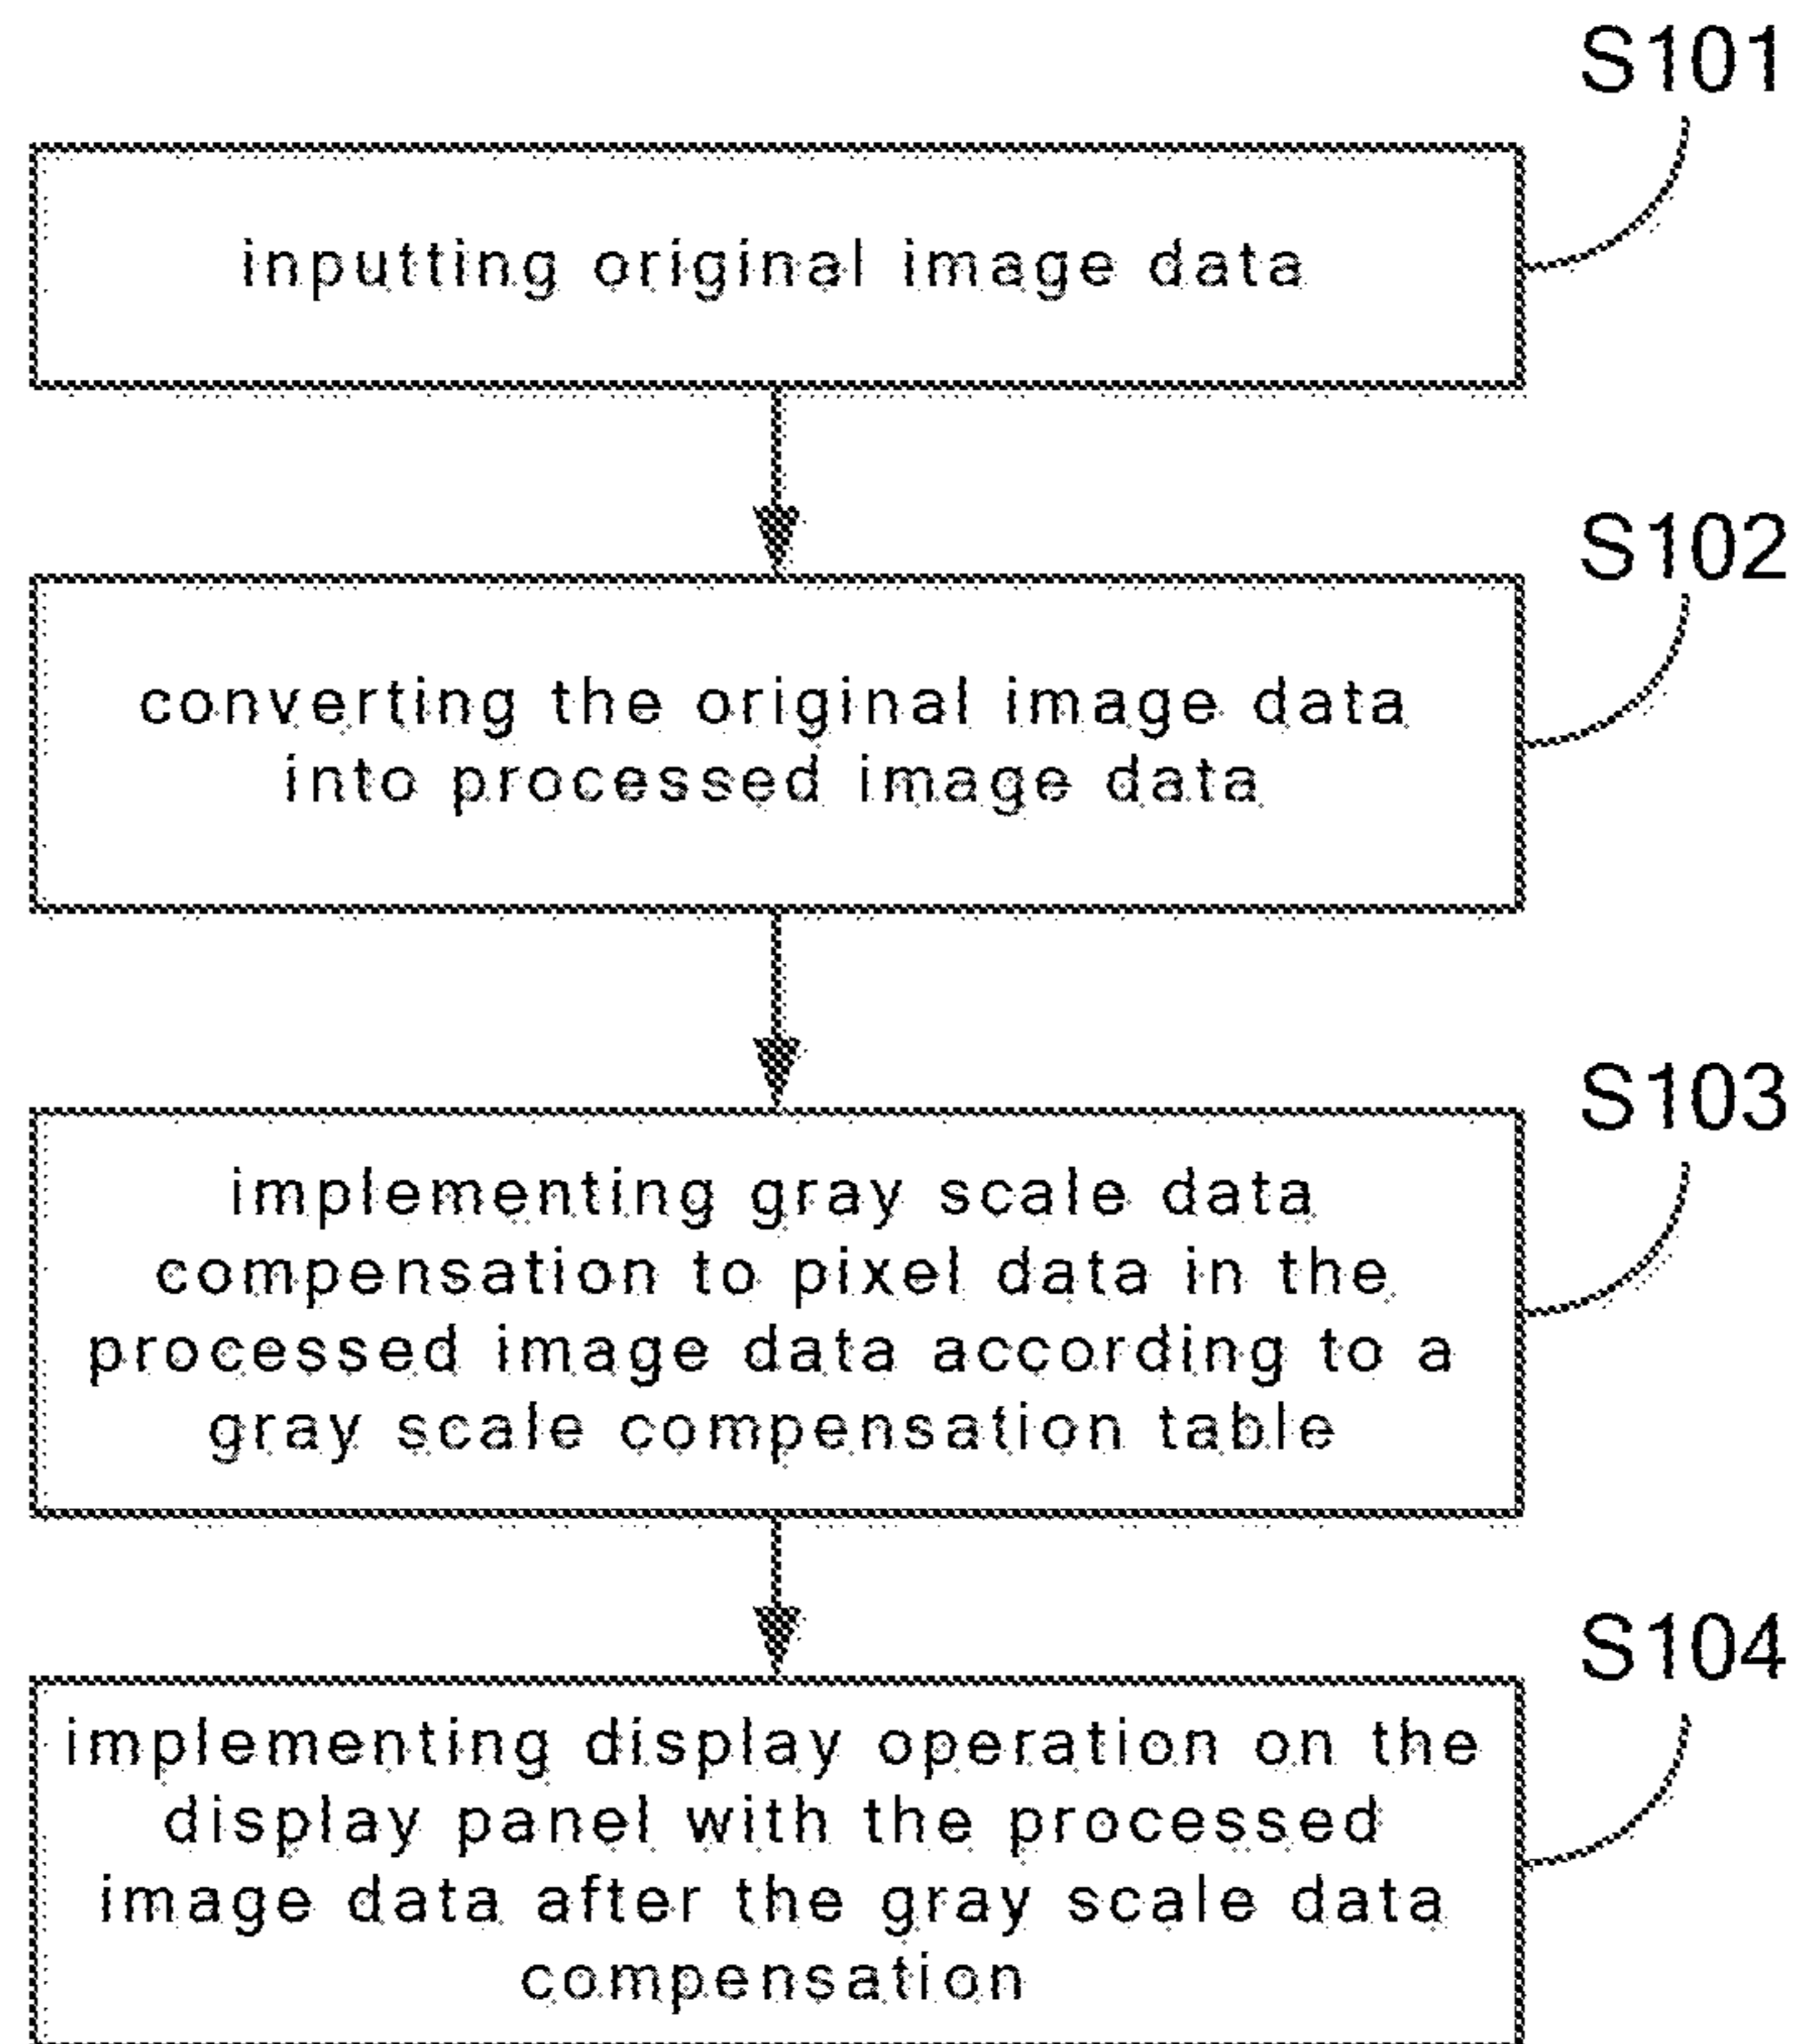 S101
inputting original image data
S102
converting the original image data
into processed image data
S103
implementing gray scale data
compensation to pixel data in the
processed image data according to a
gray scale compensation table
S104
implementing display operation on the
display panel with the processed
image data after the gray scale data
compensation